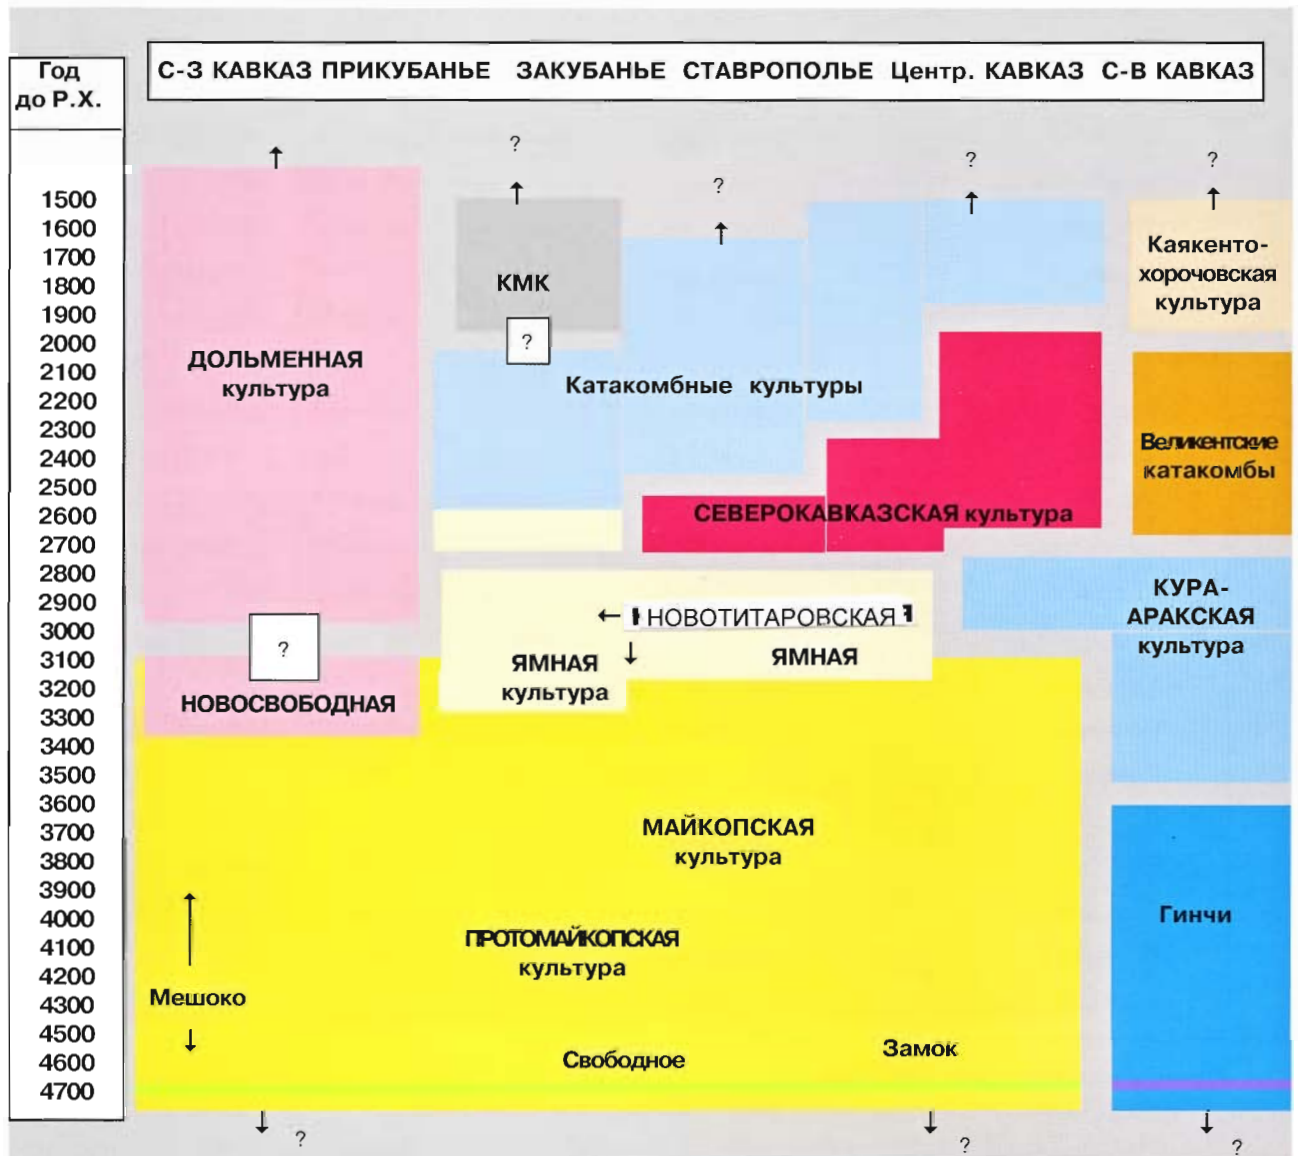 Год
до Р.Х.
С-З КАВКАЗ ПРИКУБАНЬЕ ЗАКУБАНЬЕ СТАВРОПОЛЬЕ Центр. КАВКАЗ С-В КАВКАЗ
?
?
?
?
1500
1600
1700
1800
1900
2000
2100
2200
2300
2400
2500
2600
2700
2800
2900
3000
3100
3200
3300
3400
3500
3600
3700
3800
3900
4000
4100
4200
4300
4500
4600
4700
ДОЛЬМЕННАЯ
культура
?
НОВОСВОБОДНАЯ
КМК
?
Катакомбные культуры
СЕВЕРОКАВКАЗСКАЯ культура
НОВОТИТАРОВСКАЯ
ЯМНАЯ
культура
ЯМНАЯ
Каякенто-
хорочовская
культура
Великентские
катакомбы
КУРА-
АРАКСКАЯ
культура
МАЙКОПСКАЯ
культура
ПРОТОМАЙКОПСКАЯ
культура
Гинчи
Мешоко
Свободное
Замок
?
?
?